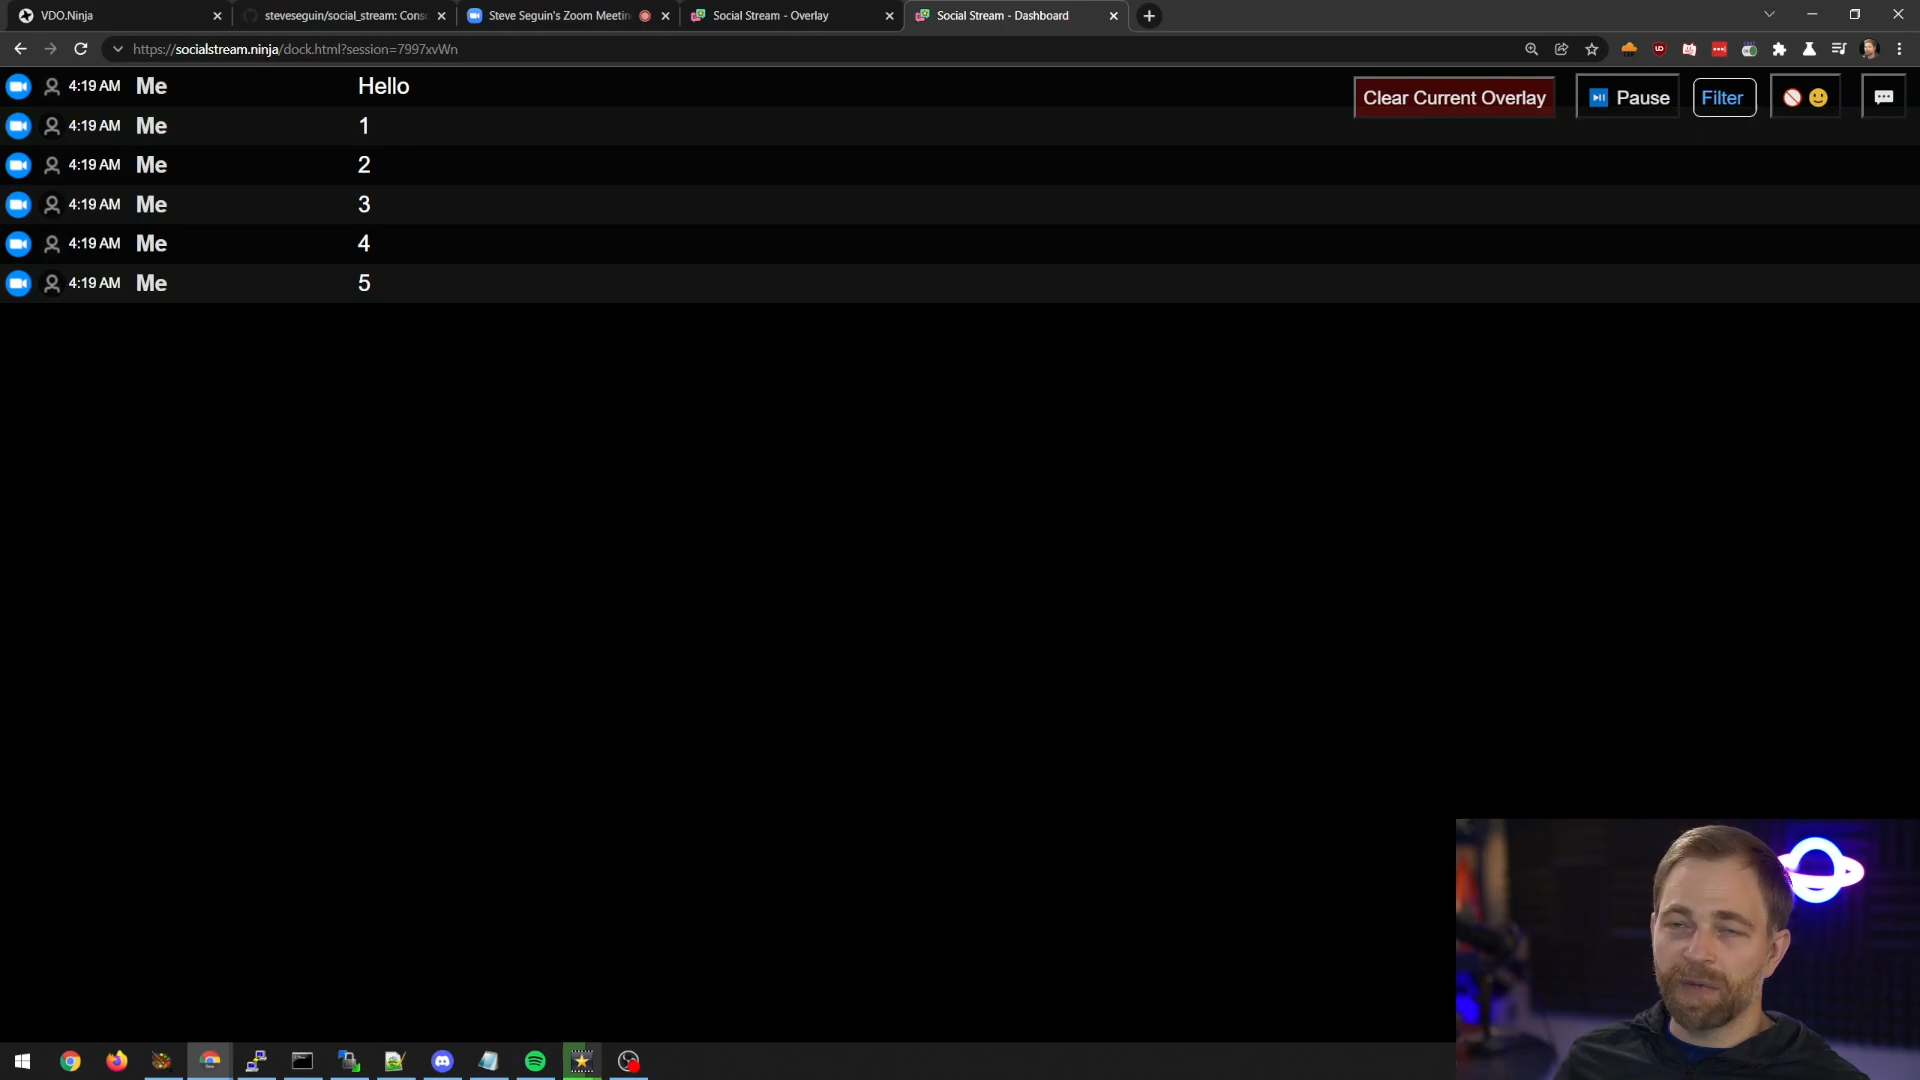 VDO.Ninja
steveseguin/social_stream: Conso
Steve Seguin's Zoom Meetin
Social Stream - Overlay
Social Stream - Dashboard
https://socialstream.ninja/dock.html?session=7997xvWn
4:19 AM Me Hello
Clear Current Overlay
Pause
Filter
4:19 AM Me 1
4:19 AM Me 2
4:19 AM Me 3
4:19 AM Me 4
4:19 AM Me 5